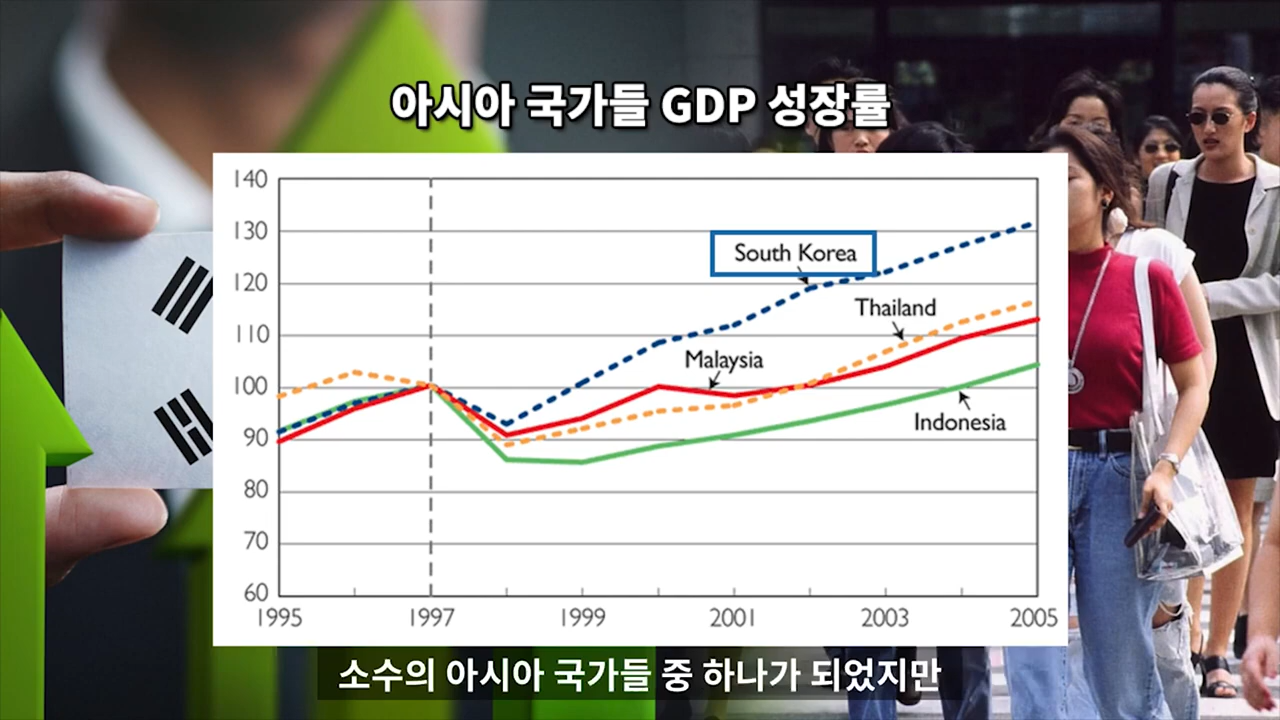 아시아 국가들 GDP 성장률
140
130
120
110
100
90
80
70
60
South Korea
Thailand
Malaysia
Indonesia
1995 1997 1999 2001 2003 2005
소수의 아시아 국가들 중 하나가 되었지만